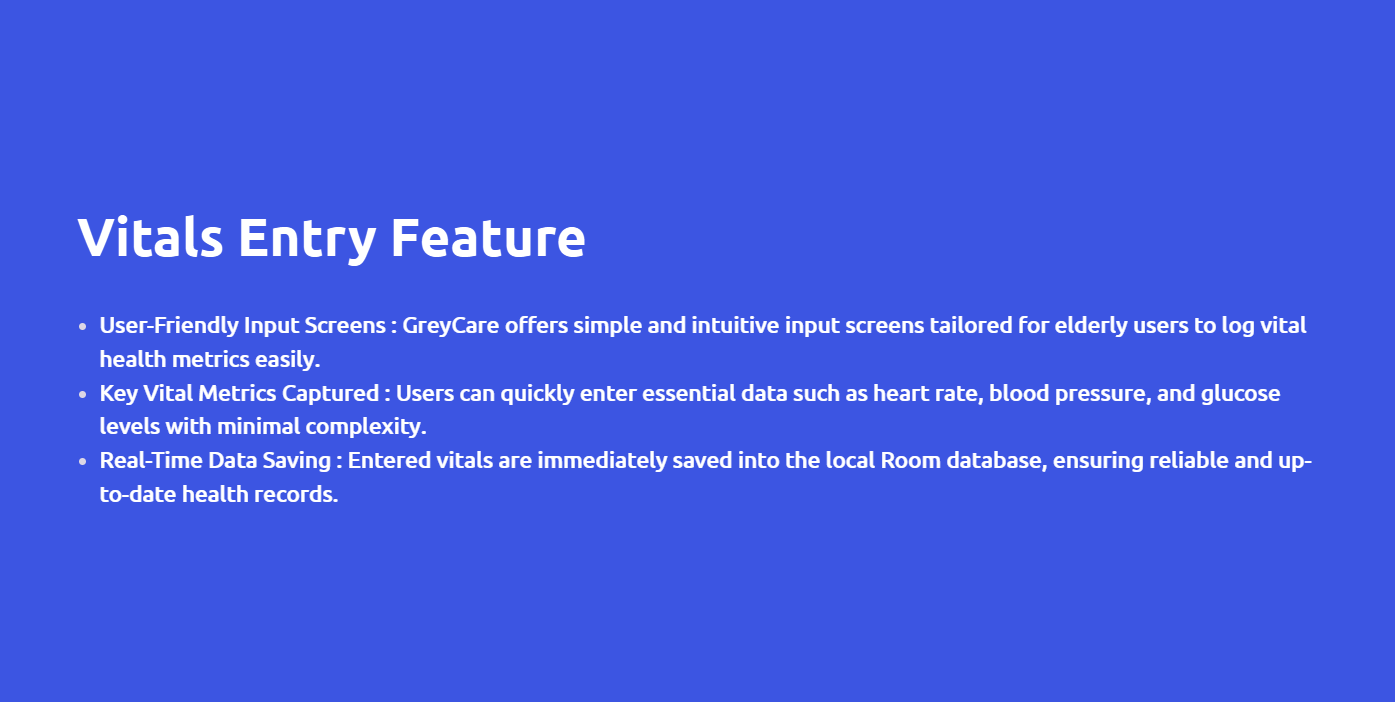 Vitals Entry Feature
• User-Friendly Input Screens : GreyCare offers simple and intuitive input screens tailored for elderly users to log vital
health metrics easily.
• Key Vital Metrics Captured : Users can quickly enter essential data such as heart rate, blood pressure, and glucose
levels with minimal complexity.
• Real-Time Data Saving : Entered vitals are immediately saved into the local Room database, ensuring reliable and up-
to-date health records.